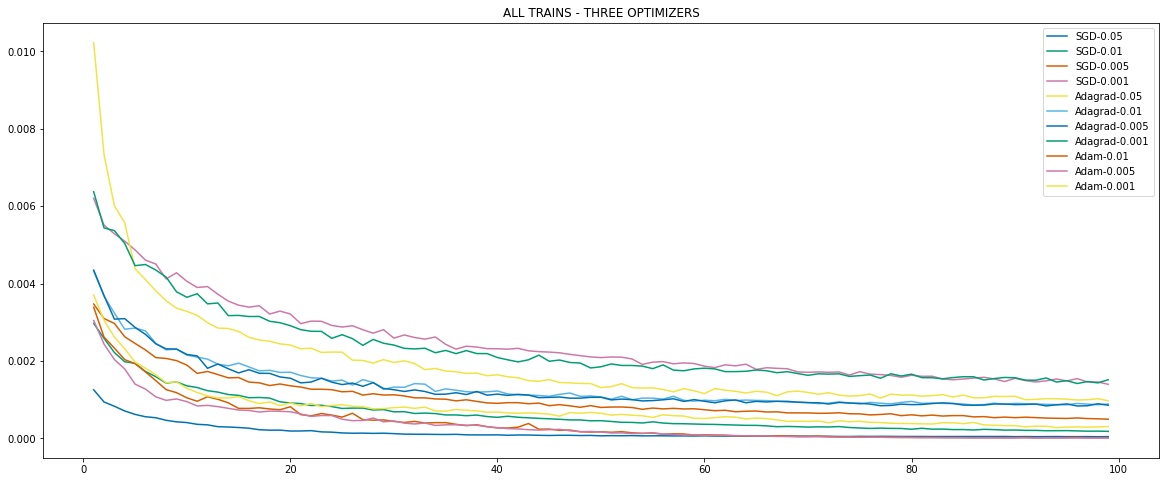 ALL TRAINS - THREE OPTIMIZERS
0.010
0.008
0.006
0.004
0.002
0.000
0
20
40
60
80
100
SGD-0.05
SGD-0.01
SGD-0.005
SGD-0.001
Adagrad-0.05
Adagrad-0.01
Adagrad-0.005
Adagrad-0.001
Adam-0.01
Adam-0.005
Adam-0.001